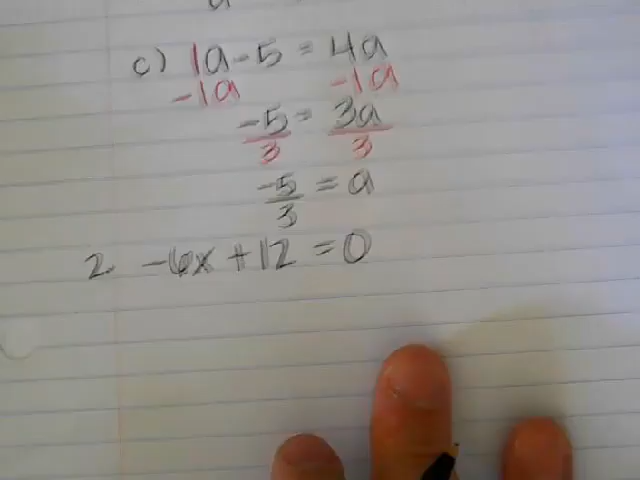 c) 1a - 5 = 4a
-1a -1a
-5 = 3a
3 3
-5 = a
3
2. -6x + 12 = 0